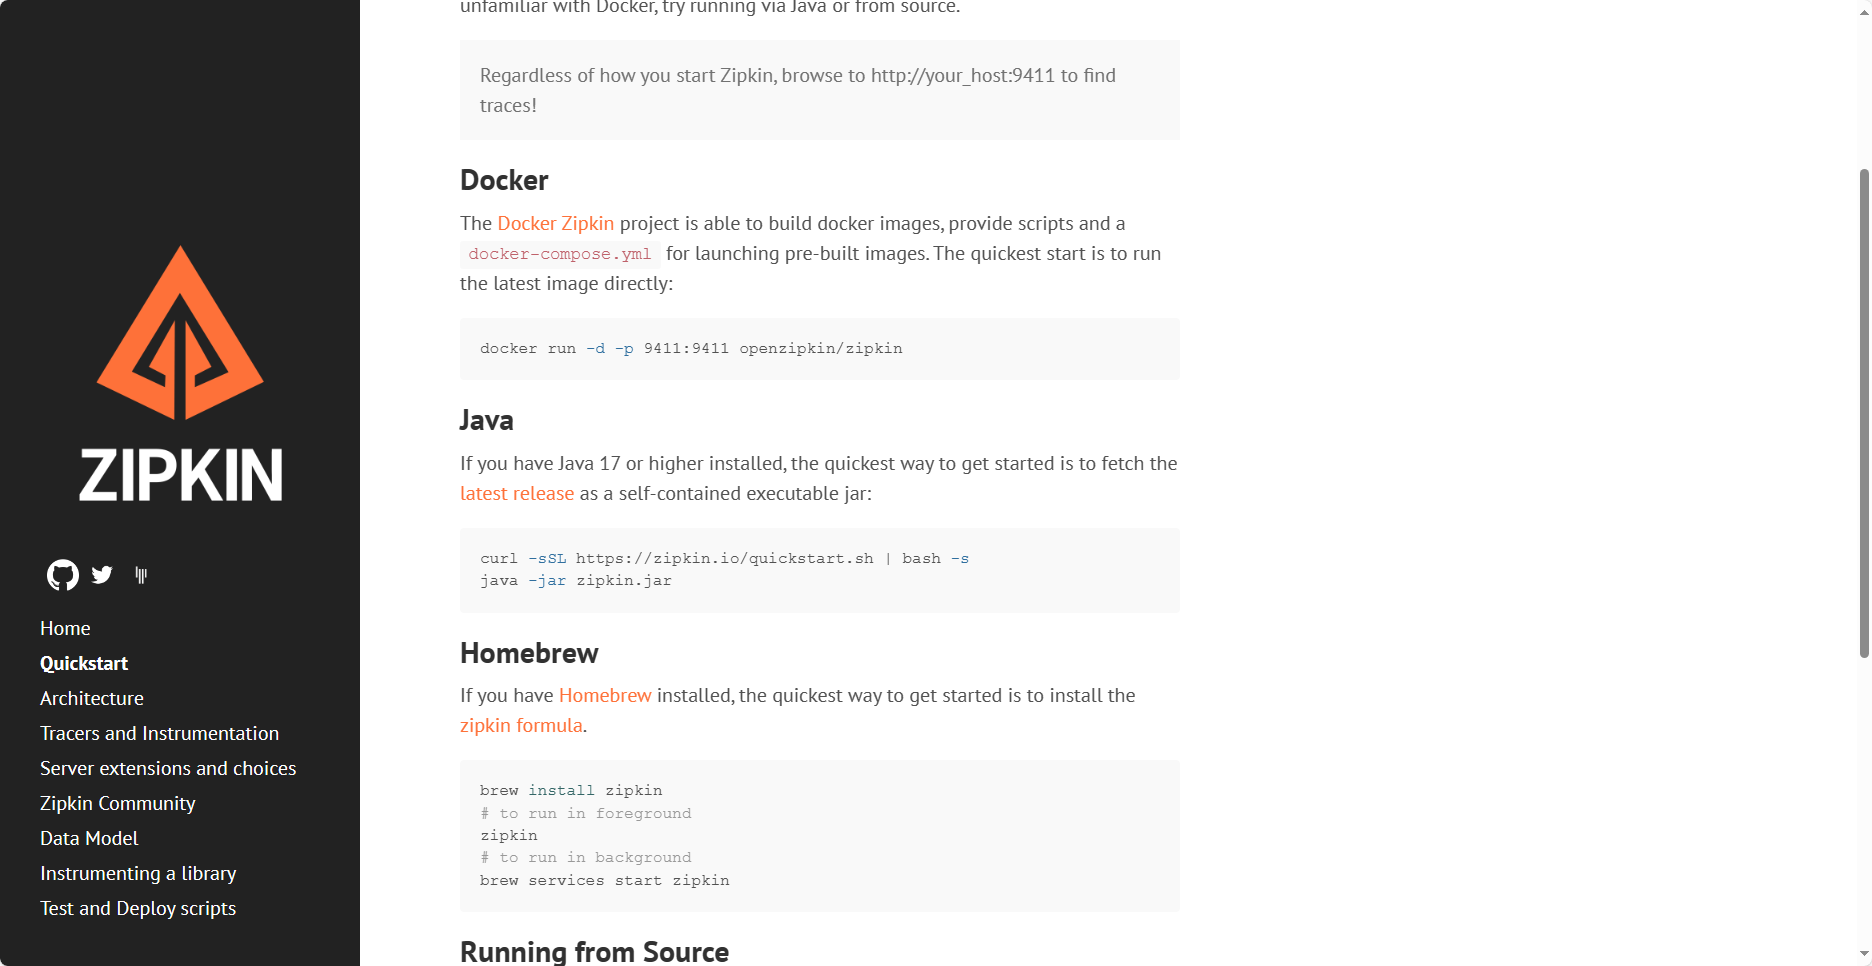 ZIPKIN
Home
Quickstart
Architecture
Tracers and Instrumentation
Server extensions and choices
Zipkin Community
Data Model
Instrumenting a library
Test and Deploy scripts
unfamiliar with Docker, try running via Java or from source.
Regardless of how you start Zipkin, browse to http://your_host:9411 to find
traces!
Docker
The Docker Zipkin project is able to build docker images, provide scripts and a
docker-compose.yml for launching pre-built images. The quickest start is to run
the latest image directly:
docker run -d -p 9411:9411 openzipkin/zipkin
Java
If you have Java 17 or higher installed, the quickest way to get started is to fetch the
latest release as a self-contained executable jar:
curl -sSL https://zipkin.io/quickstart.sh | bash -s
java -jar zipkin.jar
Homebrew
If you have Homebrew installed, the quickest way to get started is to install the
zipkin formula.
brew install zipkin
# to run in foreground
zipkin
# to run in background
brew services start zipkin
Running from Source